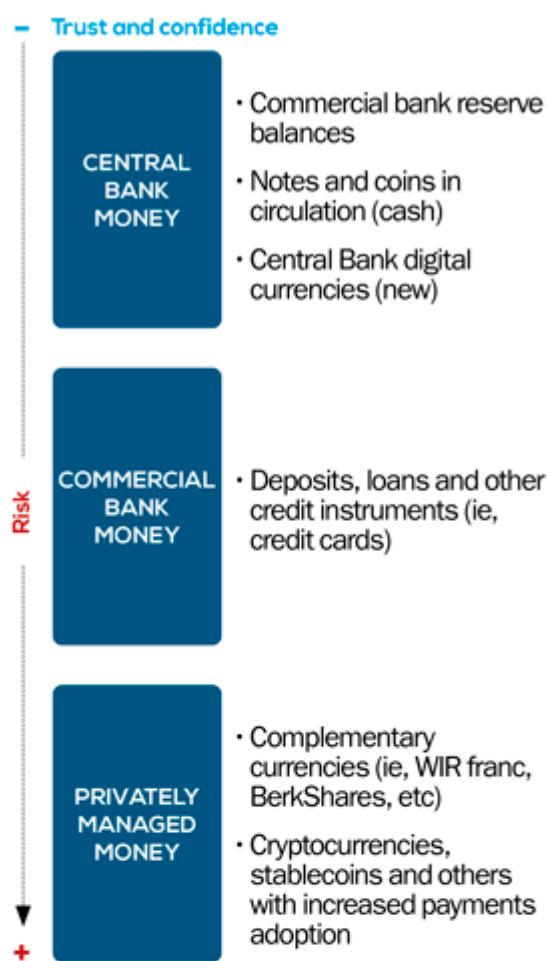 – Trust and confidence
CENTRAL
BANK
MONEY
• Commercial bank reserve
balances
• Notes and coins in
circulation (cash)
• Central Bank digital
currencies (new)
Risk
COMMERCIAL
BANK
MONEY
• Deposits, loans and other
credit instruments (ie,
credit cards)
PRIVATELY
MANAGED
MONEY
• Complementary
currencies (ie, WIR franc,
BerkShares, etc)
• Cryptocurrencies,
stablecoins and others
with increased payments
adoption
+